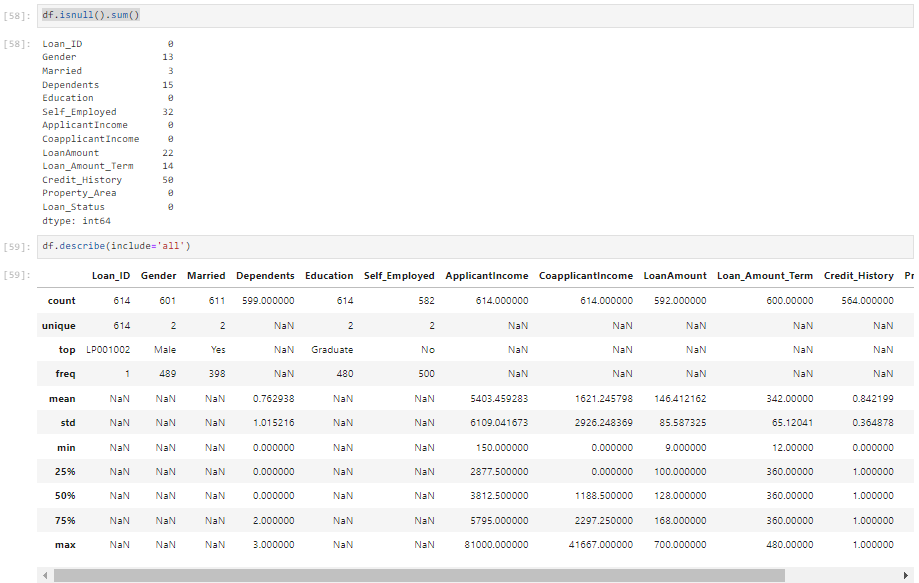 [58]: df.isnull().sum()
[58]: Loan_ID 0
Gender 13
Married 3
Dependents 15
Education 0
Self_Employed 32
ApplicantIncome 0
CoapplicantIncome 0
LoanAmount 22
Loan_Amount_Term 14
Credit_History 50
Property_Area 0
Loan_Status 0
dtype: int64
[59]: df.describe(include='all')
[59]: Loan_ID Gender Married Dependents Education Self_Employed ApplicantIncome CoapplicantIncome LoanAmount Loan_Amount_Term Credit_History Pr
count 614 601 611 599.000000 614 582 614.000000 614.000000 592.000000 600.00000 564.000000
unique 614 2 2 NaN 2 2 NaN NaN NaN NaN NaN
top LP001002 Male Yes NaN Graduate No NaN NaN NaN NaN NaN
freq 1 489 398 NaN 480 500 NaN NaN NaN NaN NaN
mean NaN NaN NaN 0.762938 NaN NaN 5403.459283 1621.245798 146.412162 342.00000 0.842199
std NaN NaN NaN 1.015216 NaN NaN 6109.041673 2926.248369 85.587325 65.12041 0.364878
min NaN NaN NaN 0.000000 NaN NaN 150.000000 0.000000 9.000000 12.00000 0.000000
25% NaN NaN NaN 0.000000 NaN NaN 2877.500000 0.000000 100.000000 360.00000 1.000000
50% NaN NaN NaN 0.000000 NaN NaN 3812.500000 1188.500000 128.000000 360.00000 1.000000
75% NaN NaN NaN 2.000000 NaN NaN 5795.000000 2297.250000 168.000000 360.00000 1.000000
max NaN NaN NaN 3.000000 NaN NaN 81000.000000 41667.000000 700.000000 480.00000 1.000000